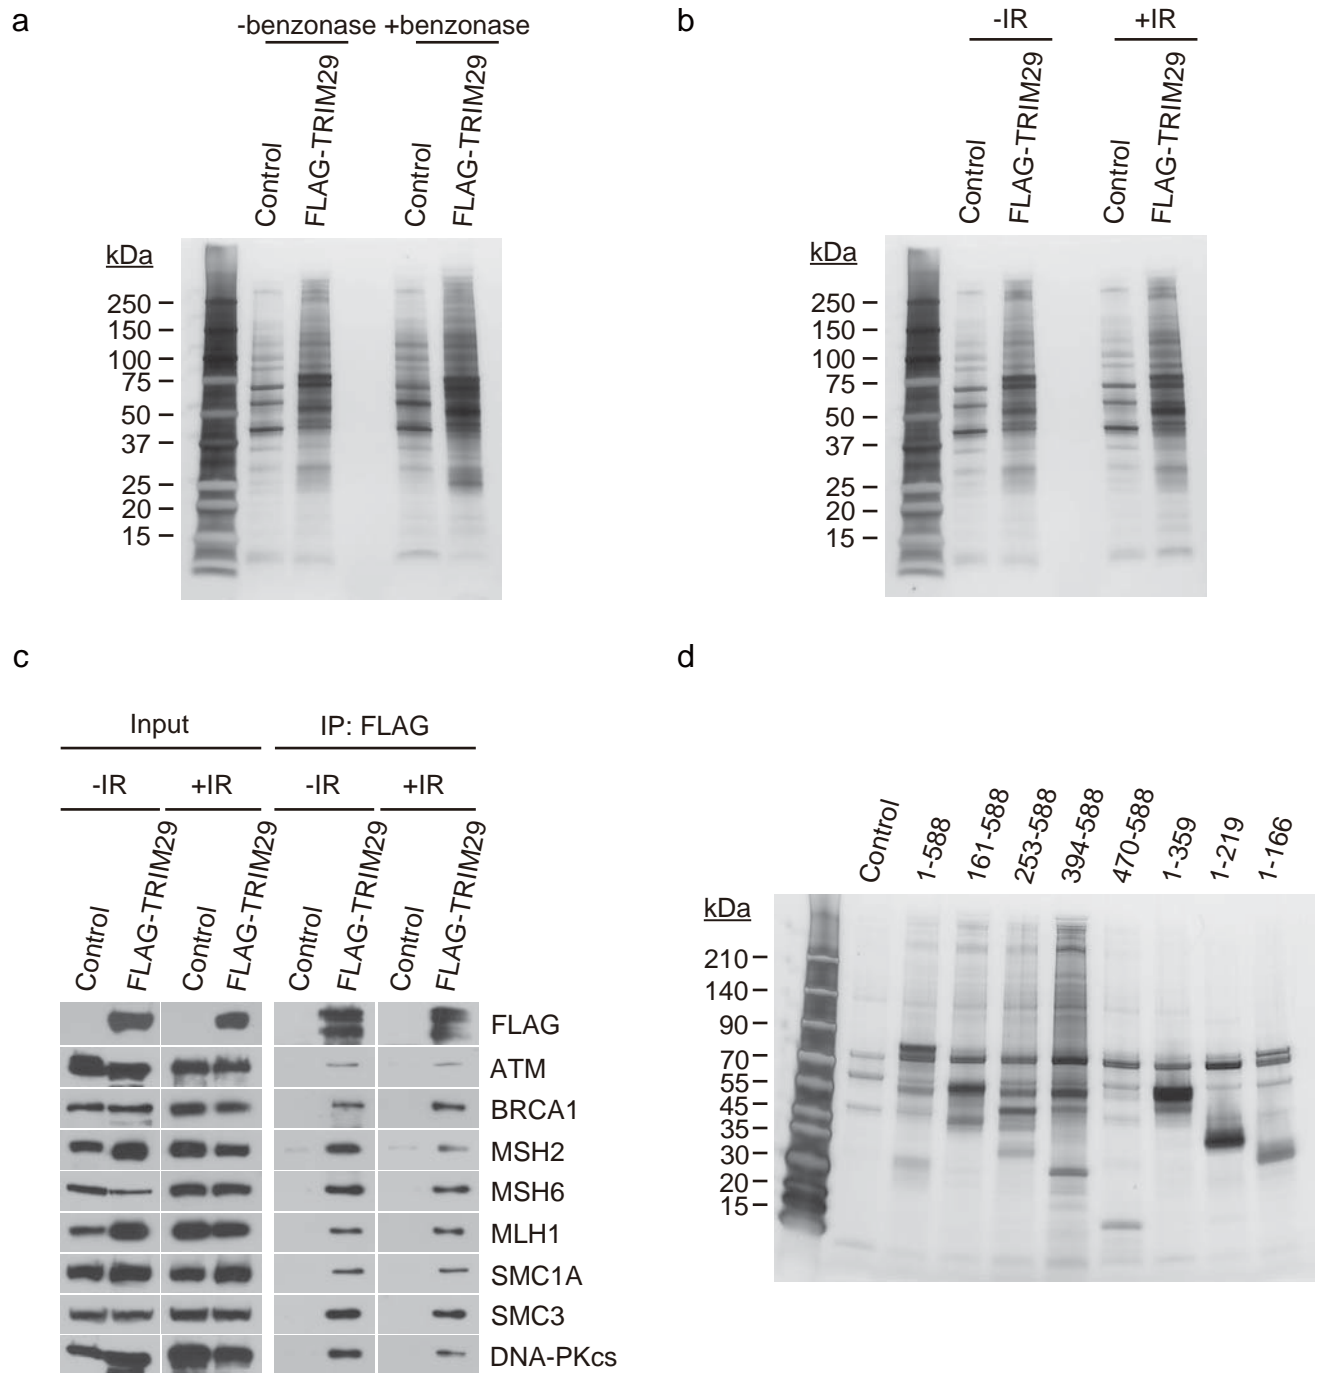 a
-benzonase +benzonase
Control
FLAG-TRIM29
Control
FLAG-TRIM29
kDa
250
150
100
75
50
37
25
20
15
b
-IR
+IR
Control
FLAG-TRIM29
Control
FLAG-TRIM29
kDa
250
150
100
75
50
37
25
20
15
c
Input
IP: FLAG
-IR
+IR
-IR
+IR
Control
FLAG-TRIM29
Control
FLAG-TRIM29
Control
FLAG-TRIM29
Control
FLAG-TRIM29
FLAG
ATM
BRCA1
MSH2
MSH6
MLH1
SMC1A
SMC3
DNA-PKcs
d
Control
1-588
161-588
253-588
394-588
470-588
1-359
1-219
1-166
kDa
210
140
90
70
55
45
35
30
20
15